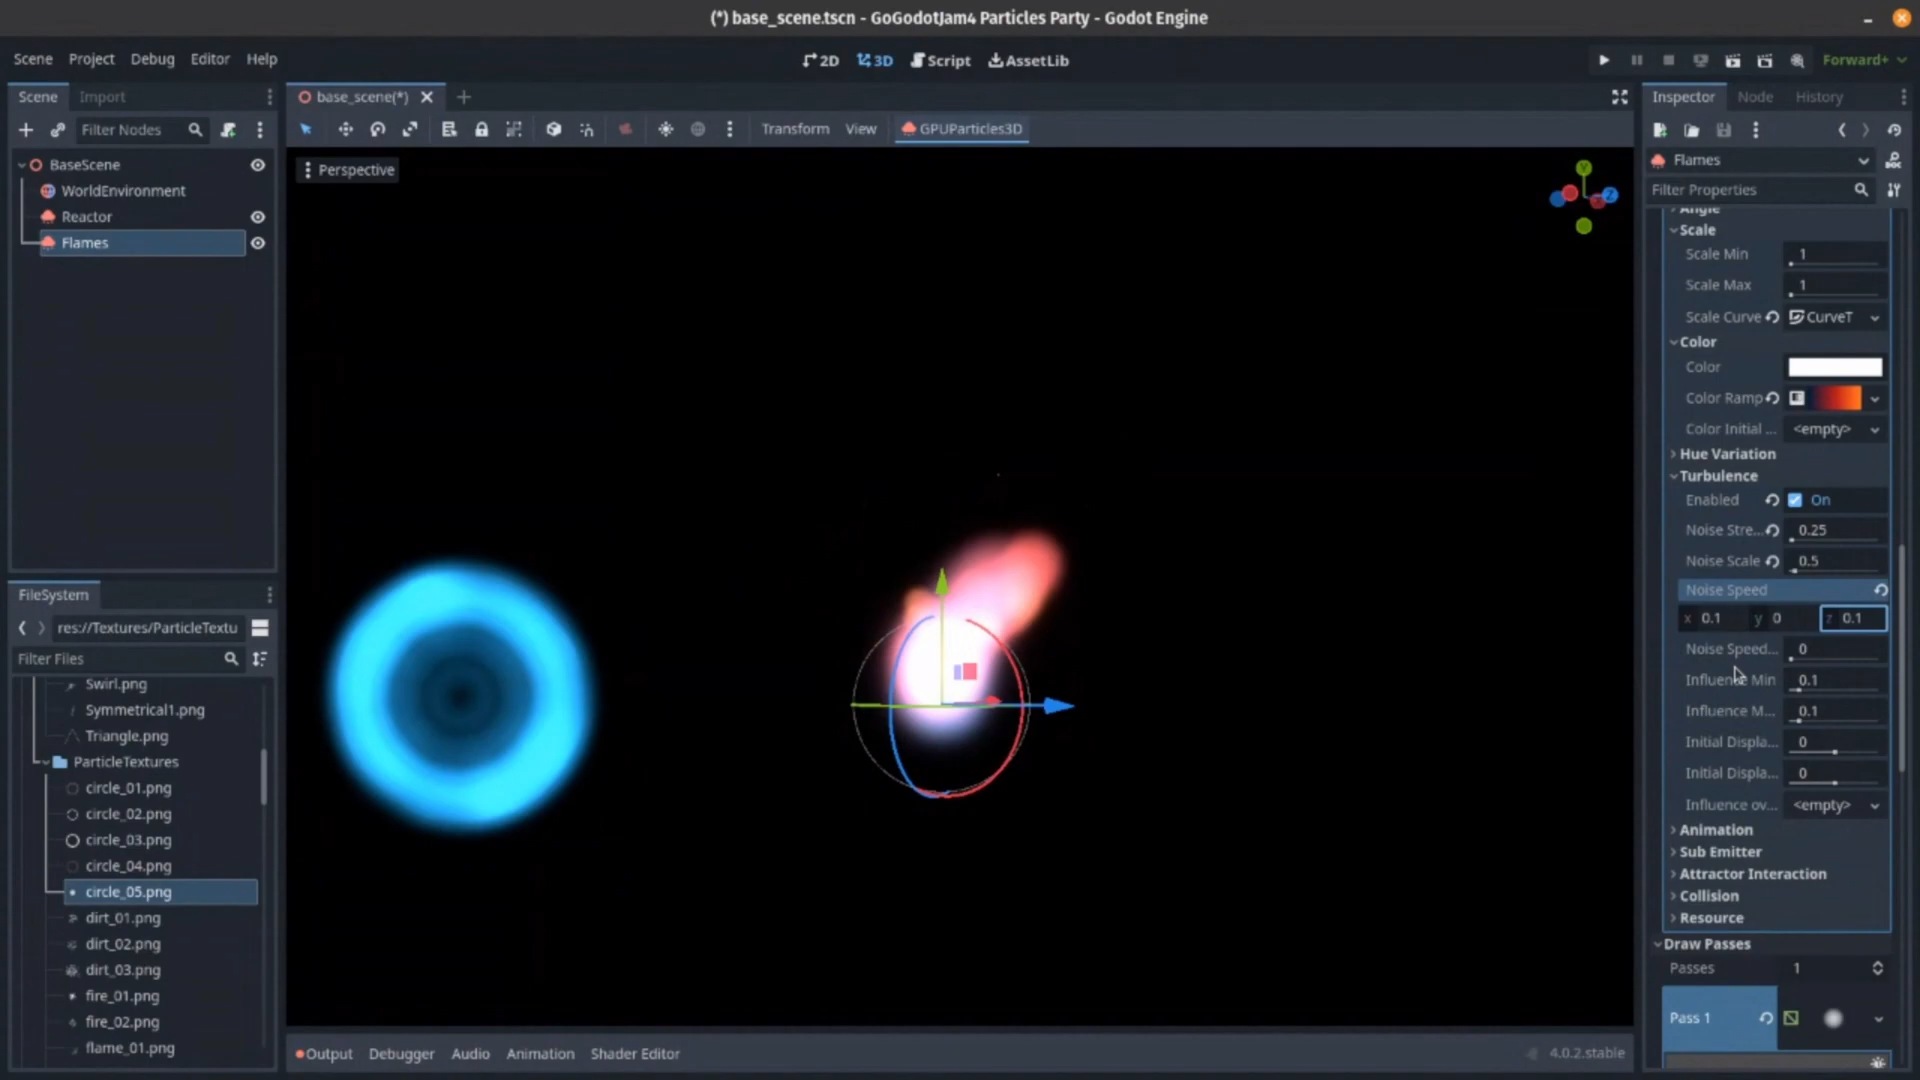 (*) base_scene.tscn - GoGodotJam4 Particles Party - Godot Engine
Scene Project Debug Editor Help
2D 3D Script AssetLib
Forward+
Scene Import
Filter Nodes
BaseScene
WorldEnvironment
Reactor
Flames
FileSystem
res://Textures/ParticleTextu
Filter Files
Swirl.png
Symmetrical1.png
Triangle.png
ParticleTextures
circle_01.png
circle_02.png
circle_03.png
circle_04.png
circle_05.png
dirt_01.png
dirt_02.png
dirt_03.png
fire_01.png
fire_02.png
flame_01.png
base_scene(*)
Transform View GPUParticles3D
Perspective
Y
Z
Output Debugger Audio Animation Shader Editor
4.0.2.stable
Inspector Node History
Flames
Filter Properties
Angle
Scale
Scale Min 1
Scale Max 1
Scale Curve CurveT
Color
Color
Color Ramp
Color Initial ... <empty>
Hue Variation
Turbulence
Enabled On
Noise Stre... 0.25
Noise Scale 0.5
Noise Speed
x 0.1 y 0 z 0.1
Noise Speed... 0
Influence Min 0.1
Influence M... 0.1
Initial Displa... 0
Initial Displa... 0
Influence ov... <empty>
Animation
Sub Emitter
Attractor Interaction
Collision
Resource
Draw Passes
Passes 1
Pass 1